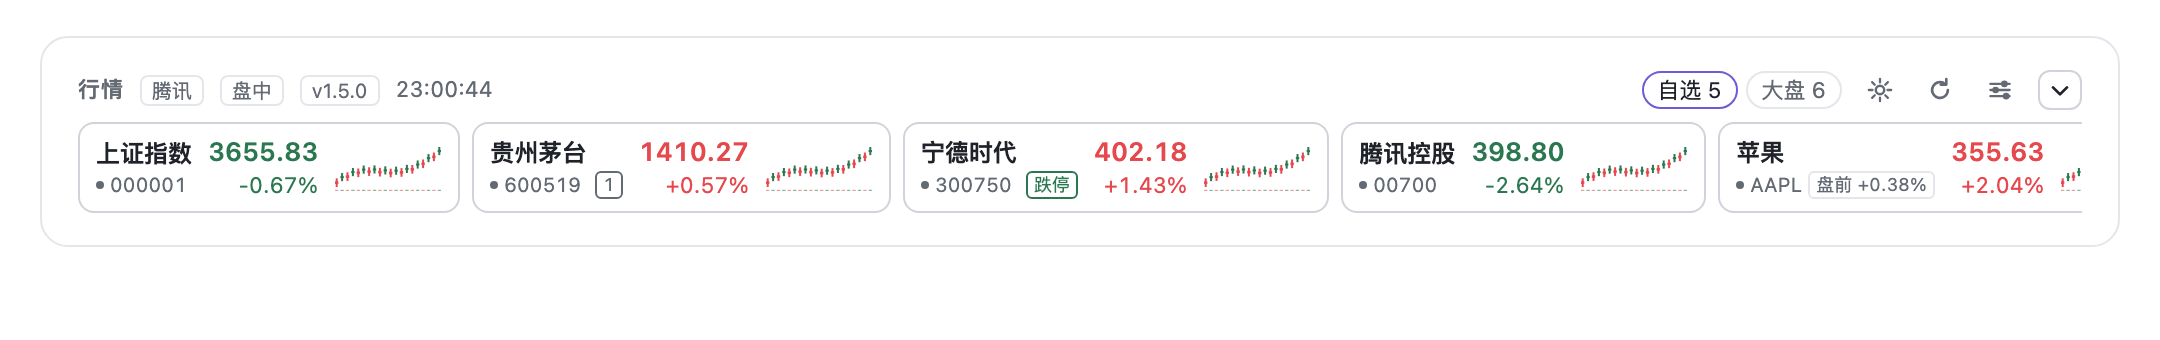 行情 腾讯 盘中 v1.5.0 23:00:44 自选 5 大盘 6
上证指数 3655.83 贵州茅台 1410.27 宁德时代 402.18 腾讯控股 398.80 苹果 355.63
000001 -0.67% 600519 1 +0.57% 300750 跌停 +1.43% 00700 -2.64% AAPL 盘前 +0.38% +2.04%